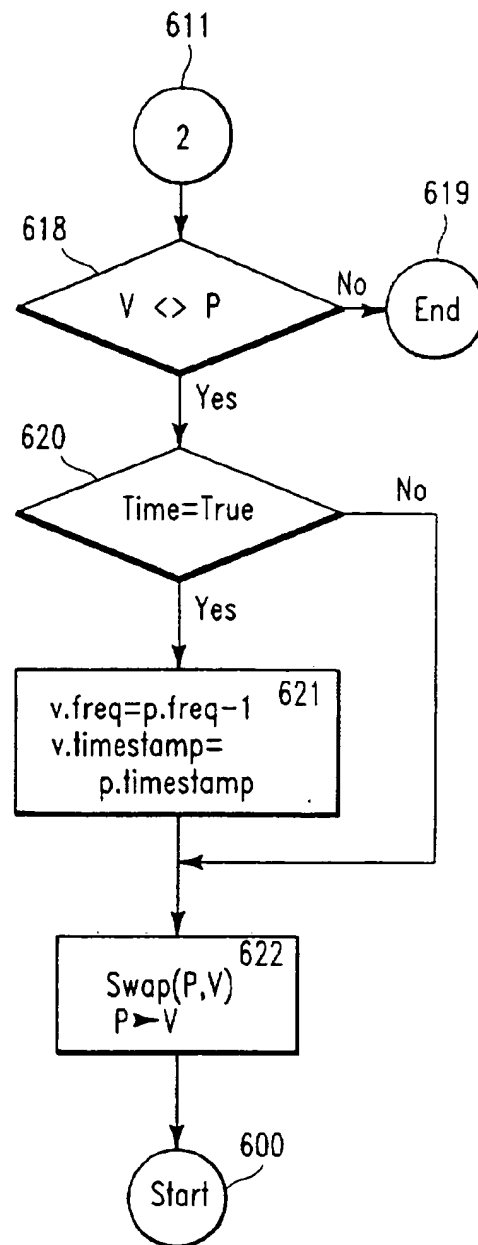 611
2
618
V <> P
No
619
End
Yes
620
Time=True
No
Yes
621
v.freq=p.freq-1
v.timestamp=
p.timestamp
622
Swap(P,V)
P➤V
600
Start